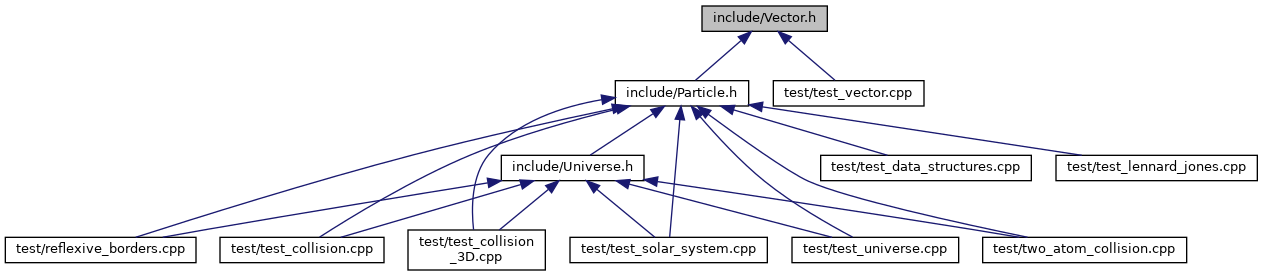 include/Vector.h
include/Particle.h
test/test_vector.cpp
include/Universe.h
test/test_data_structures.cpp
test/test_lennard_jones.cpp
test/reflexive_borders.cpp
test/test_collision.cpp
test/test_collision
_3D.cpp
test/test_solar_system.cpp
test/test_universe.cpp
test/two_atom_collision.cpp